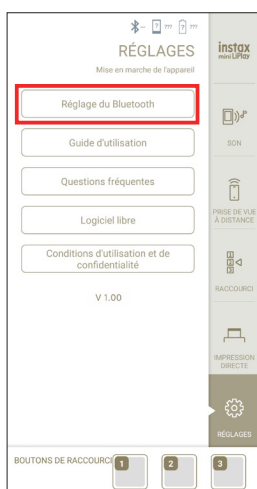 ? ?
RÉGLAGES
Mise en marche de l'appareil
Réglage du Bluetooth
Guide d'utilisation
Questions fréquentes
Logiciel libre
Conditions d'utilisation et de
confidentialité
V 1.00
instax
mini LiPlay
SON
PRISE DE VUE
À DISTANCE
RACCOURCI
IMPRESSION
DIRECTE
RÉGLAGES
BOUTONS DE RACCOURCI
1 2 3